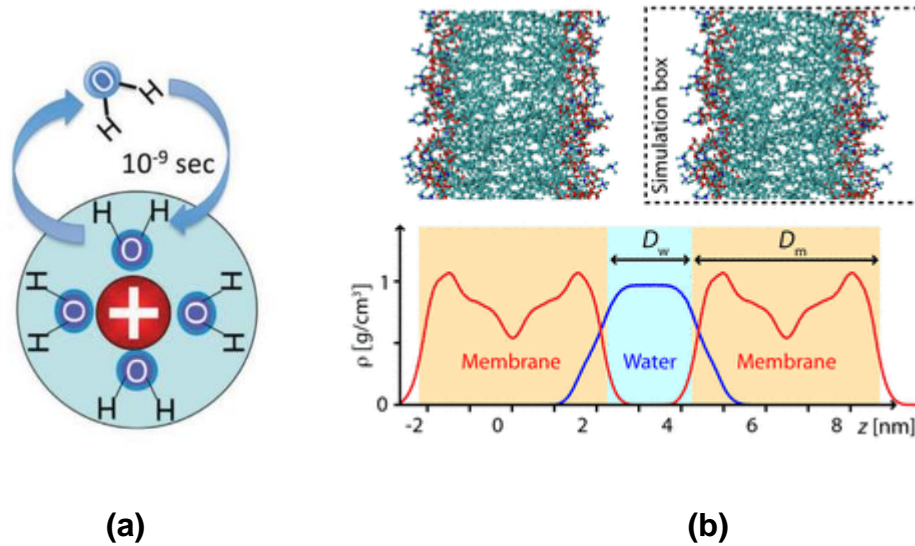 O
H
H
10⁻⁹ sec
H H
O
H O + O H
H H
O
H H
(a)
Simulation box
D_w D_m
ρ [g/cm³]
1
0
Membrane Water Membrane
-2 0 2 4 6 8 z [nm]
(b)